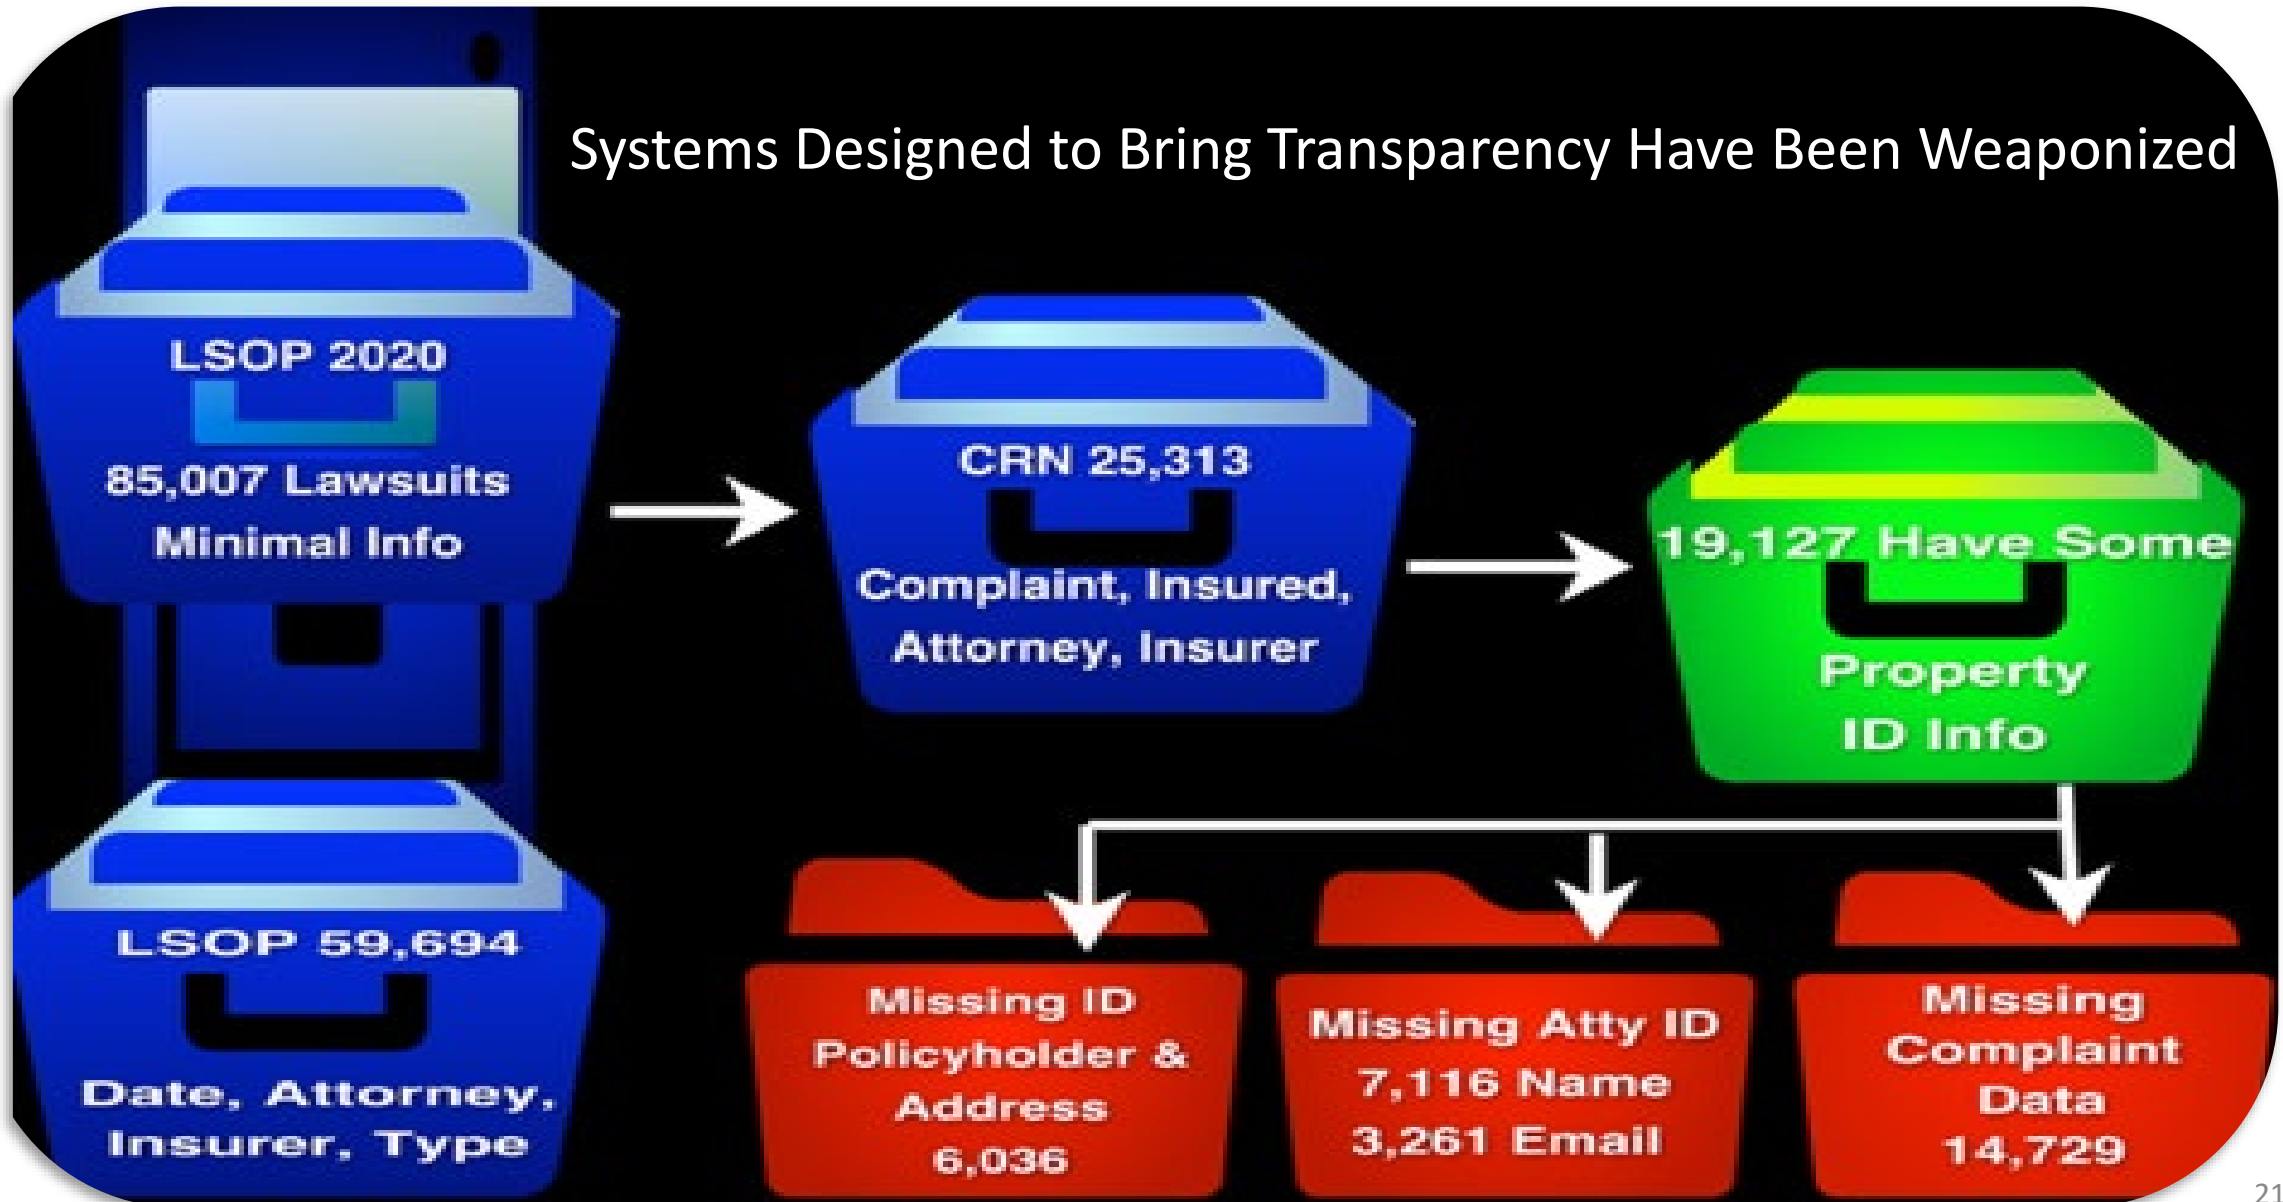 Systems Designed to Bring Transparency Have Been Weaponized
LSOP 2020
85,007 Lawsuits
Minimal Info
CRN 25,313
Complaint, Insured,
Attorney, Insurer
19,127 Have Some
Property
ID Info
LSOP 59,694
Date, Attorney,
Insurer, Type
Missing ID
Policyholder &
Address
6,036
Missing Atty ID
7,116 Name
3,261 Email
Missing
Complaint
Data
14,729
21